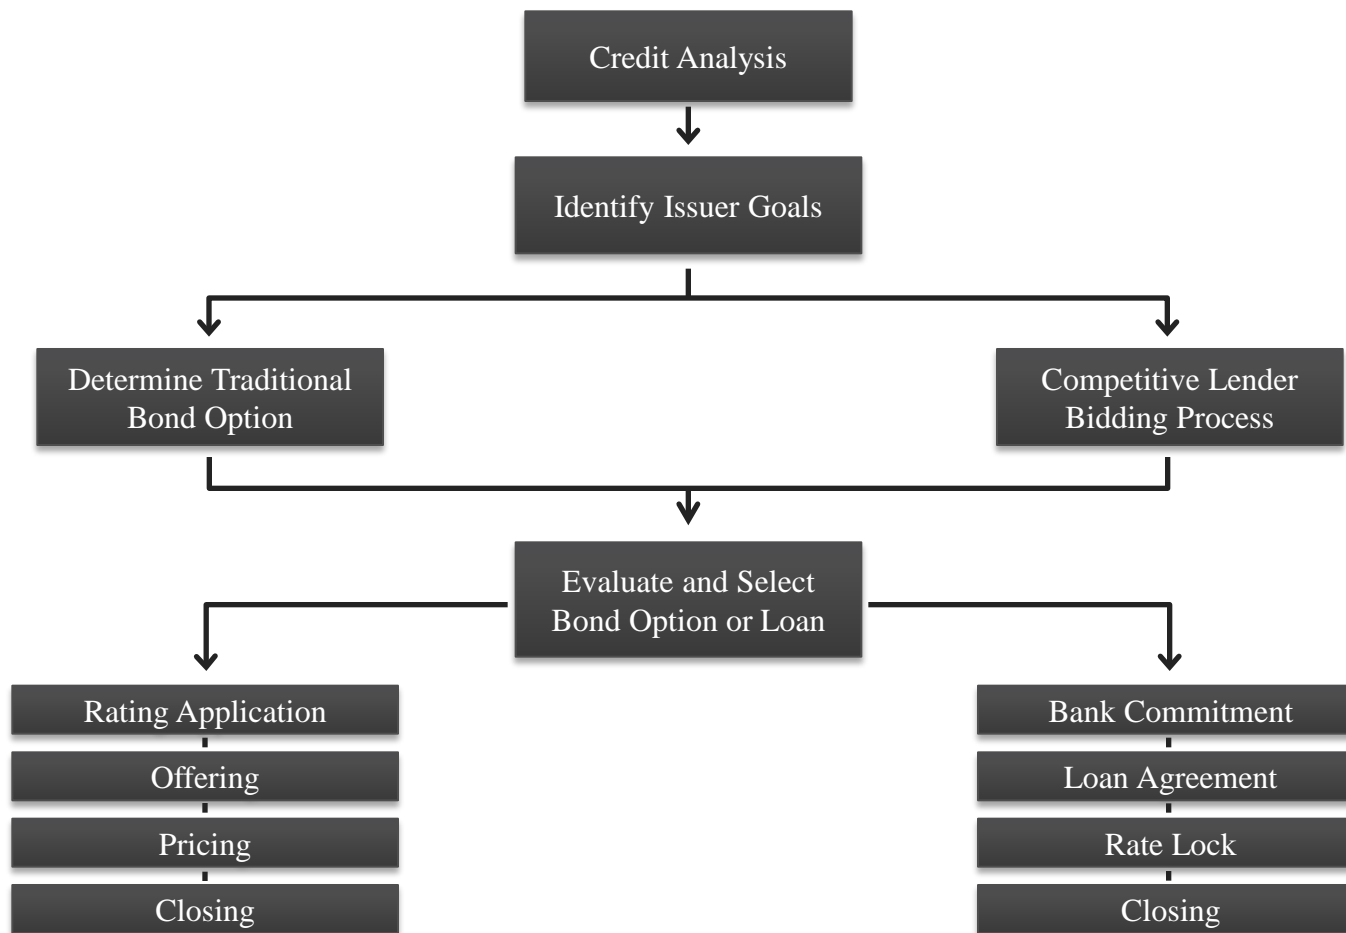 Credit Analysis
Identify Issuer Goals
Determine Traditional
Bond Option
Competitive Lender
Bidding Process
Evaluate and Select
Bond Option or Loan
Rating Application
Offering
Pricing
Closing
Bank Commitment
Loan Agreement
Rate Lock
Closing